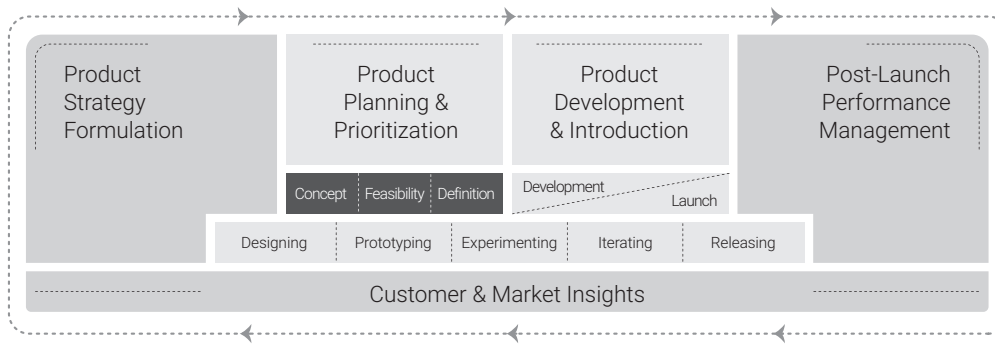 Product
Strategy
Formulation
Product
Planning &
Prioritization
Product
Development
& Introduction
Post-Launch
Performance
Management
Concept
Feasibility
Definition
Development
Launch
Designing
Prototyping
Experimenting
Iterating
Releasing
Customer & Market Insights